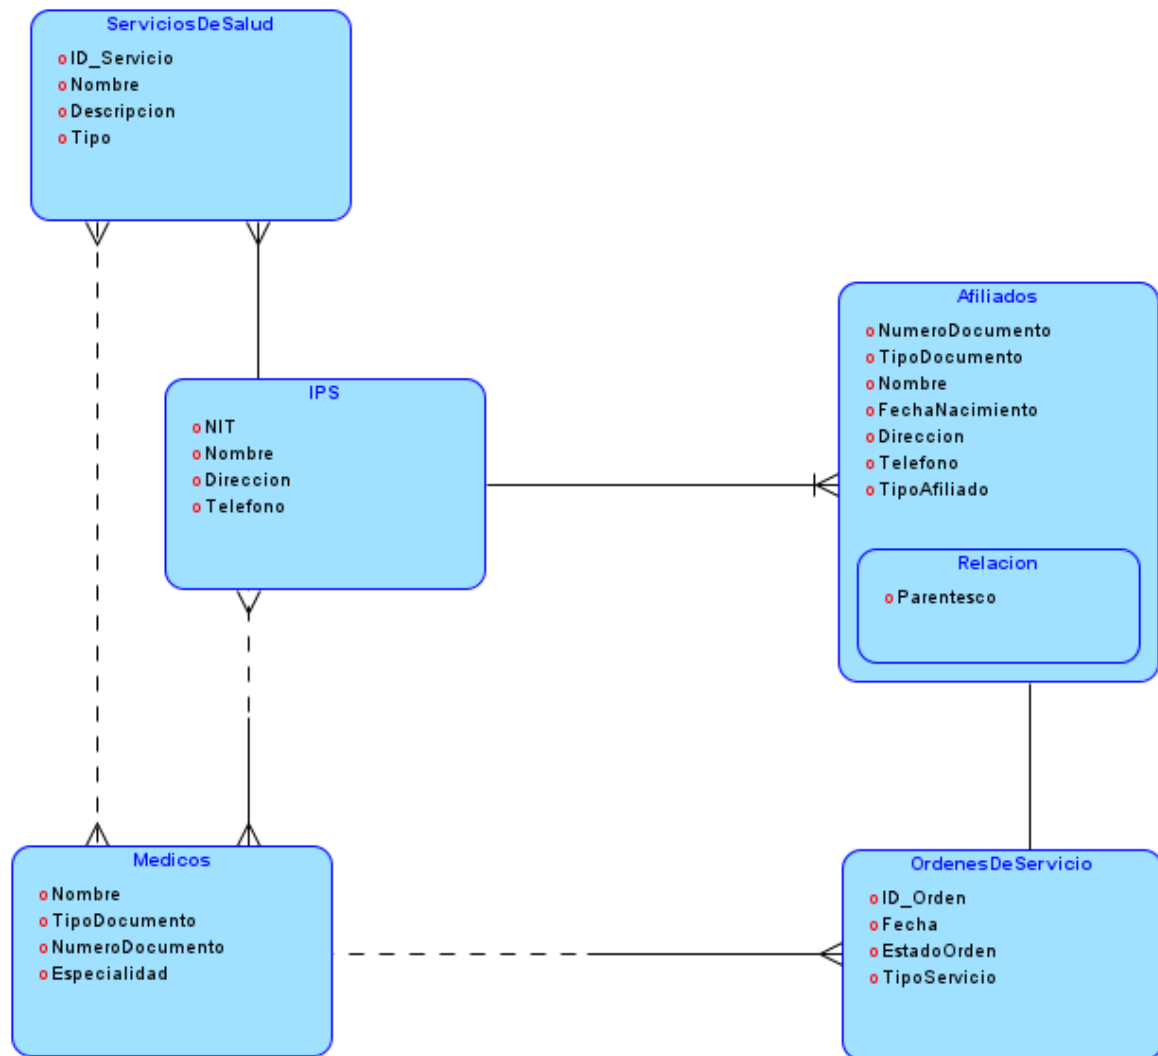 ServiciosDeSalud
ID_Servicio
Nombre
Descripcion
Tipo
Afiliados
NumeroDocumento
TipoDocumento
Nombre
FechaNacimiento
Direccion
Telefono
TipoAfiliado
Relacion
Parentesco
IPS
NIT
Nombre
Direccion
Telefono
Medicos
Nombre
TipoDocumento
NumeroDocumento
Especialidad
OrdenesDeServicio
ID_Orden
Fecha
EstadoOrden
TipoServicio